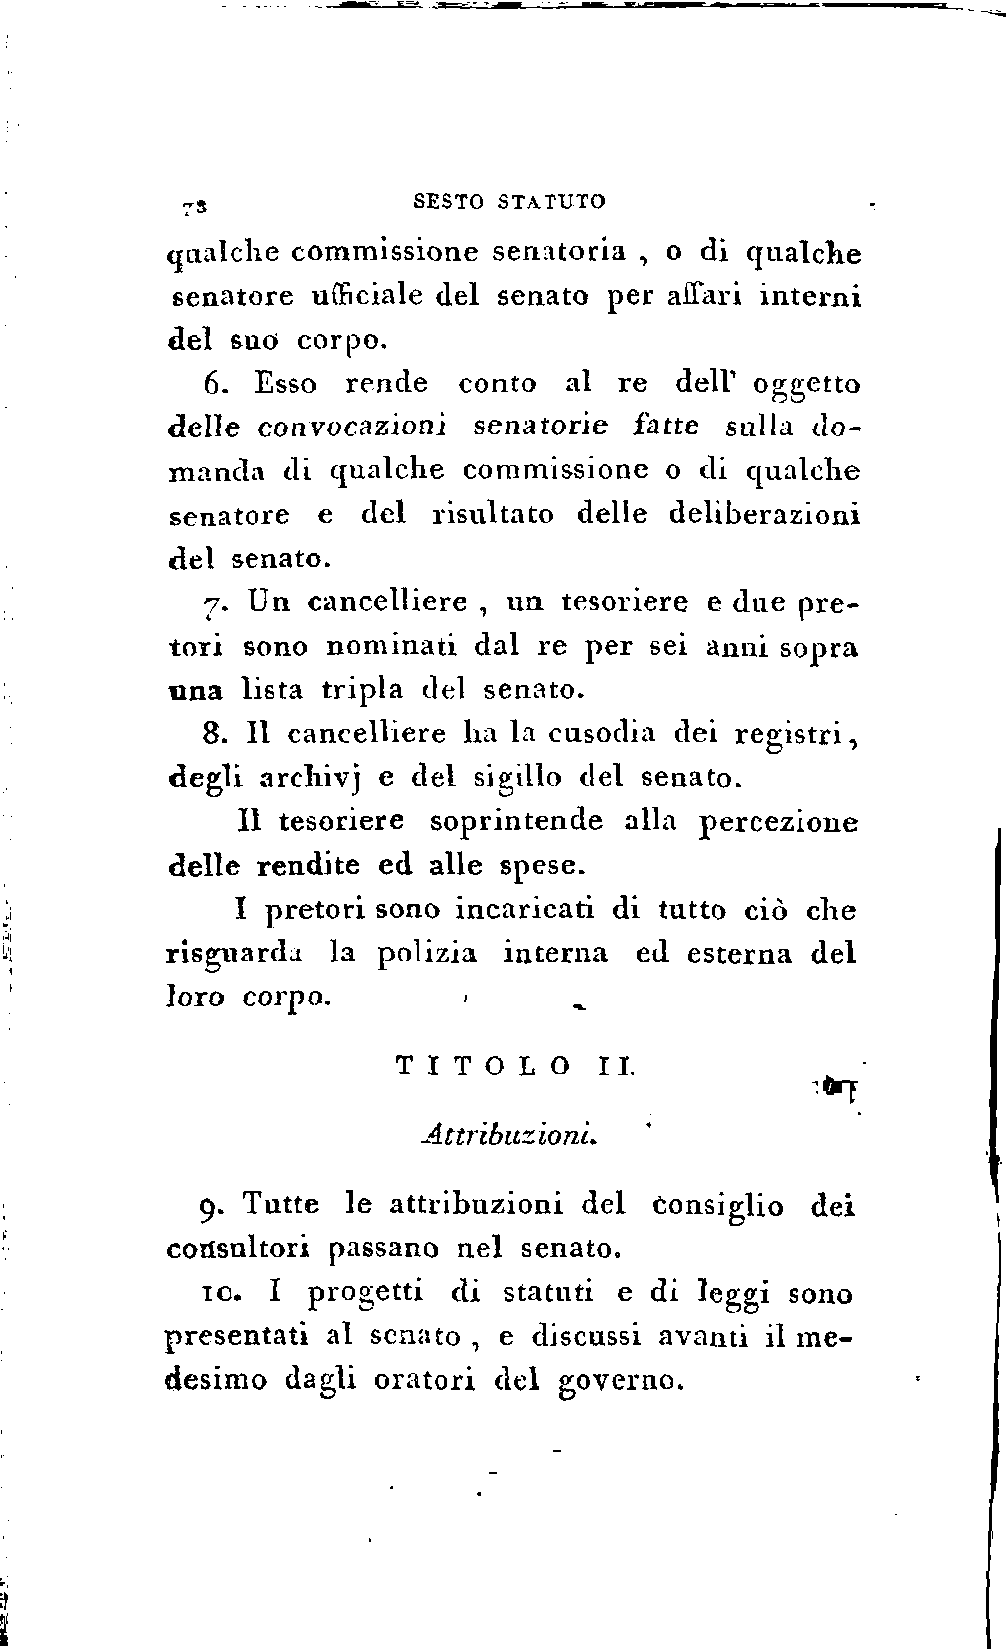 78 SESTO STATUTO
qualche commissione senatoria , o di qualche
senatore ufficiale del senato per affari interni
del suo corpo.
6. Esso rende conto al re dell' oggetto
delle convocazioni senatorie fatte sulla do-
manda di qualche commissione o di qualche
senatore e del risultato delle deliberazioni
del senato.
7. Un cancelliere , un tesoriere e due pre-
tori sono nominati dal re per sei anni sopra
una lista tripla del senato.
8. Il cancelliere ha la cusodia dei registri,
degli archivj e del sigillo del senato.
Il tesoriere soprintende alla percezione
delle rendite ed alle spese.
I pretori sono incaricati di tutto ciò che
risguarda la polizia interna ed esterna del
loro corpo.
TITOLO II.
Attribuzioni.
9. Tutte le attribuzioni del consiglio dei
consultori passano nel senato.
10. I progetti di statuti e di leggi sono
presentati al senato , e discussi avanti il me-
desimo dagli oratori del governo.